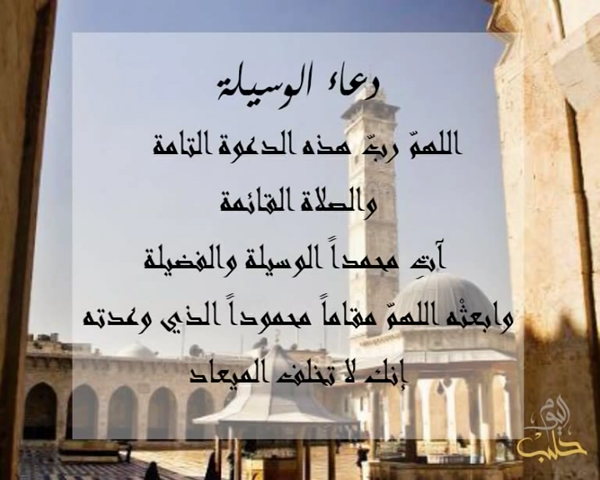 دعاء الوسيلة
اللهمّ ربّ هذه الدعوة التامة
والصلاة القائمة
آتِ محمداً الوسيلة والفضيلة
وابعثْه اللهمّ مقاماً محموداً الذي وعدته
إنك لا تخلف الميعاد
حلب اليوم